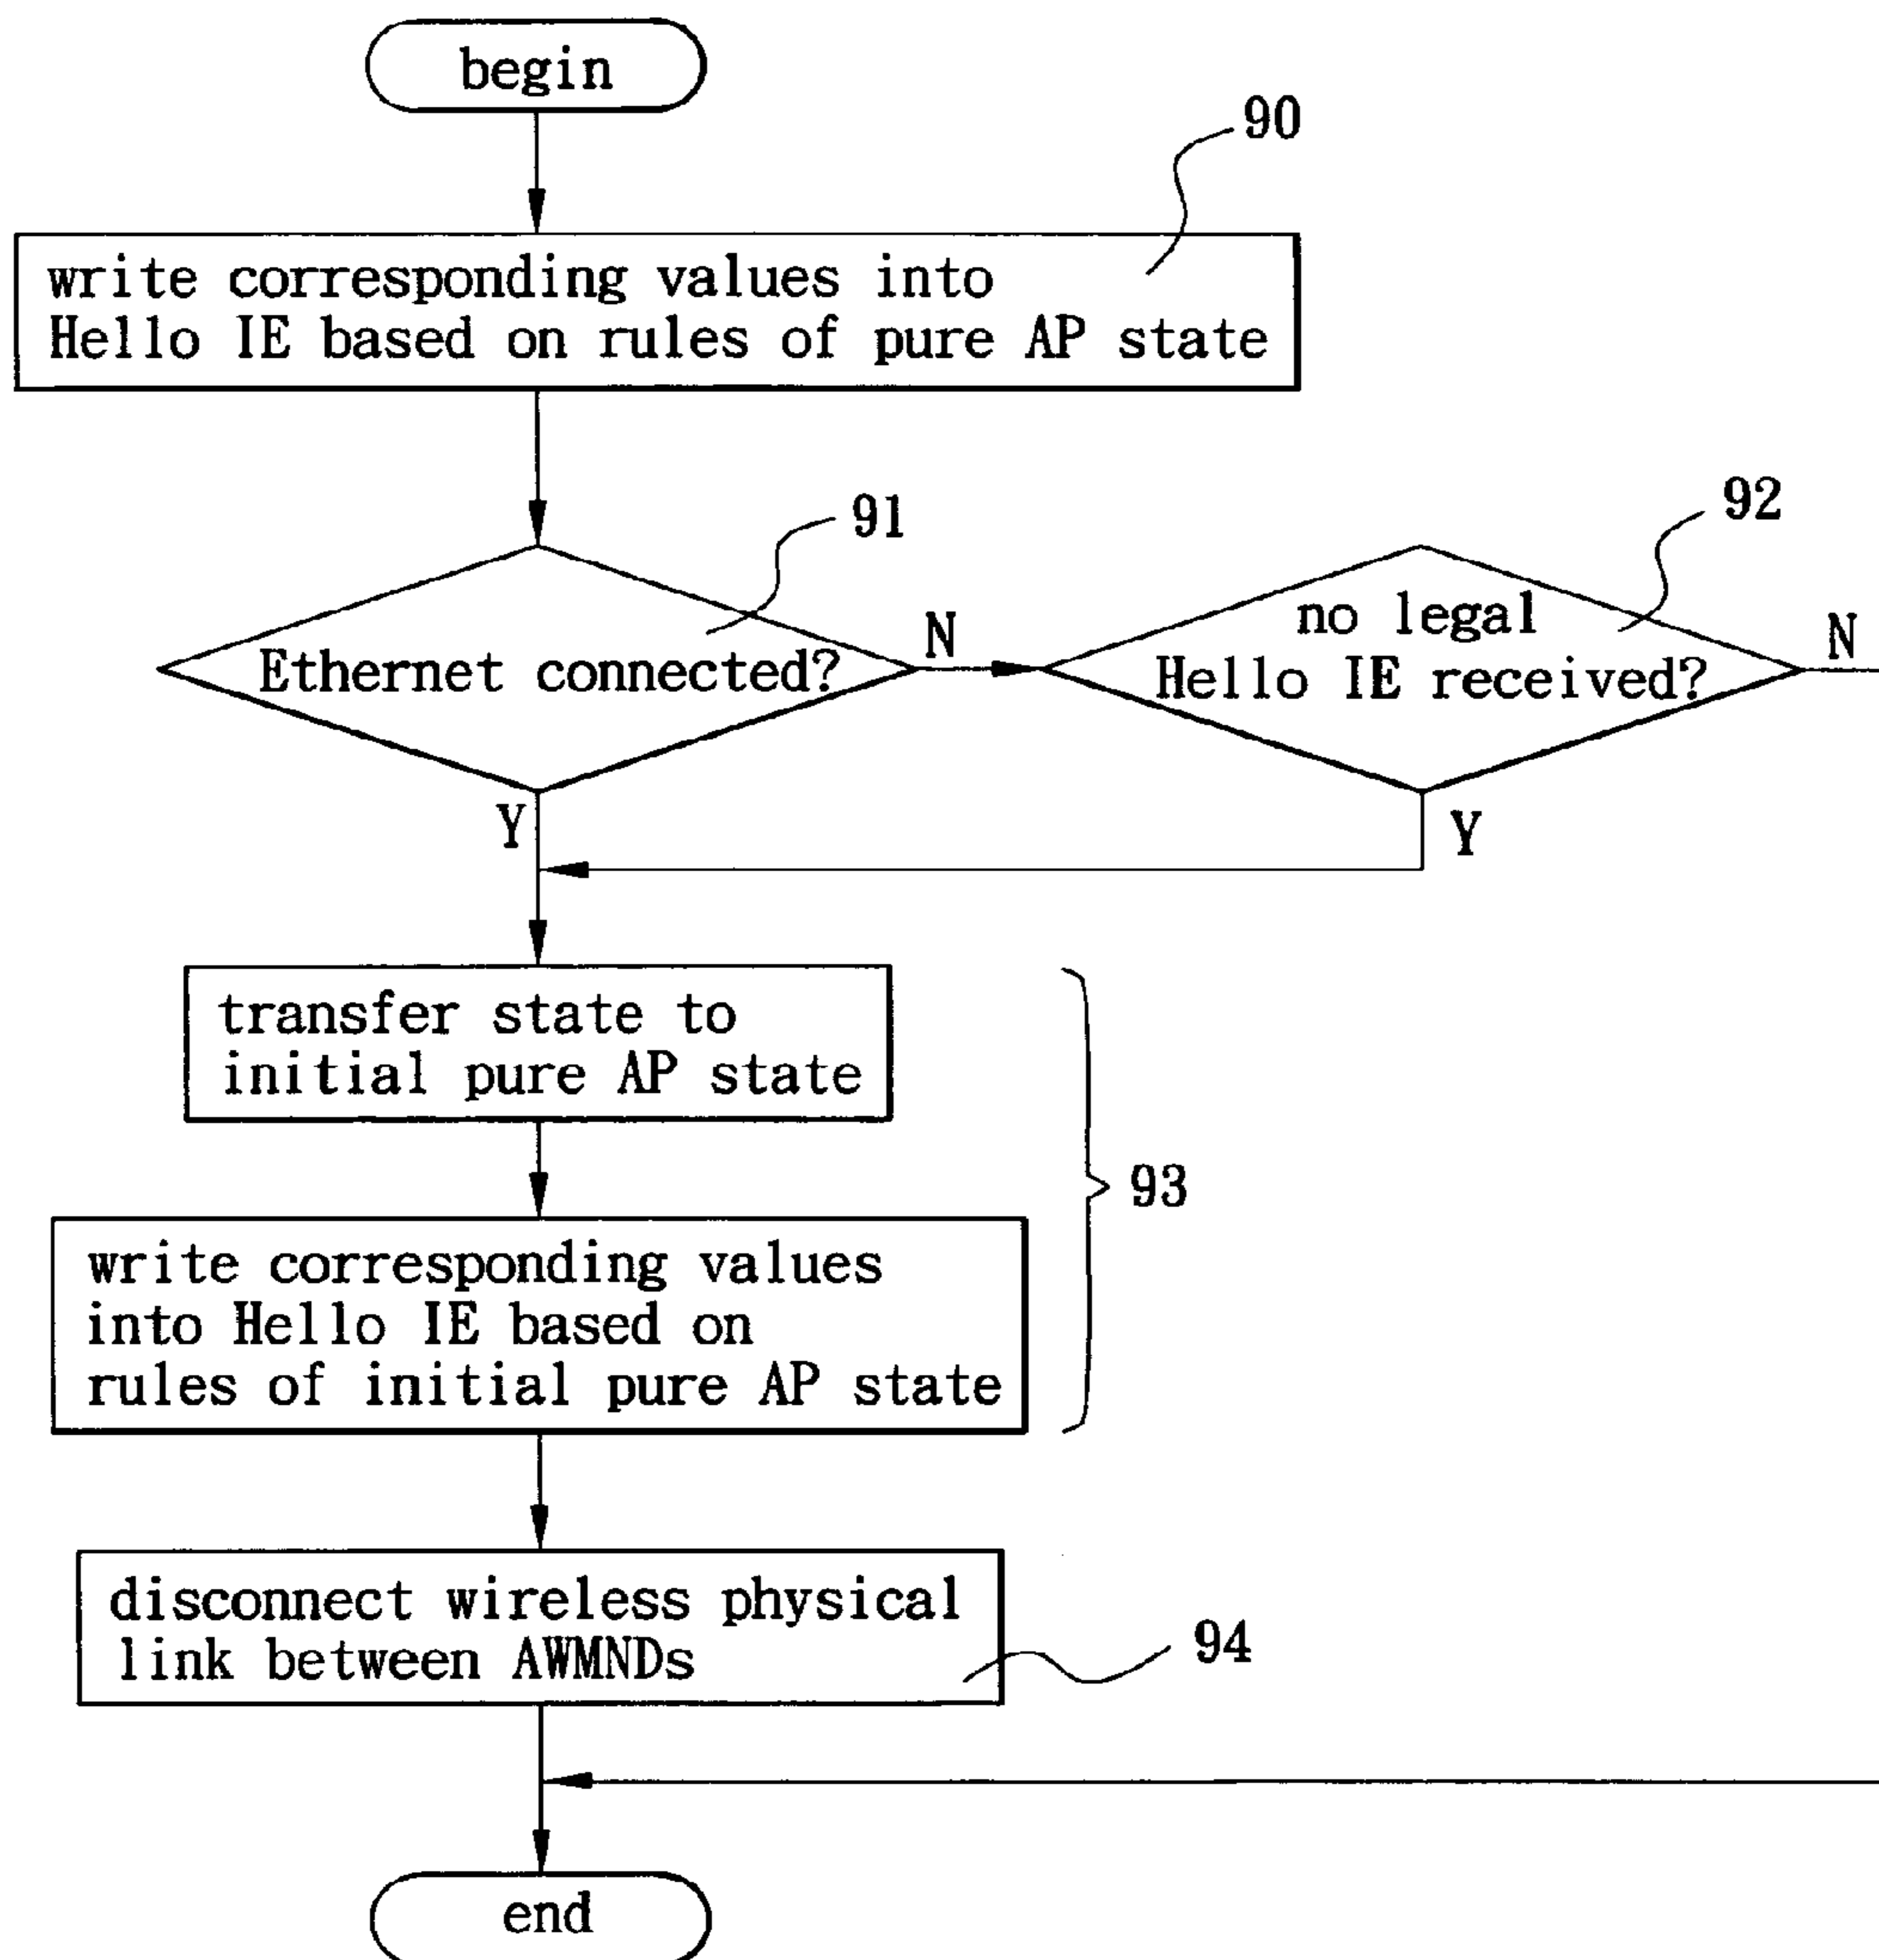 begin
90
write corresponding values into
Hello IE based on rules of pure AP state
91
92
Ethernet connected?
N
no legal
Hello IE received?
N
Y
Y
transfer state to
initial pure AP state
93
write corresponding values
into Hello IE based on
rules of initial pure AP state
disconnect wireless physical
link between AWMNDs
94
end